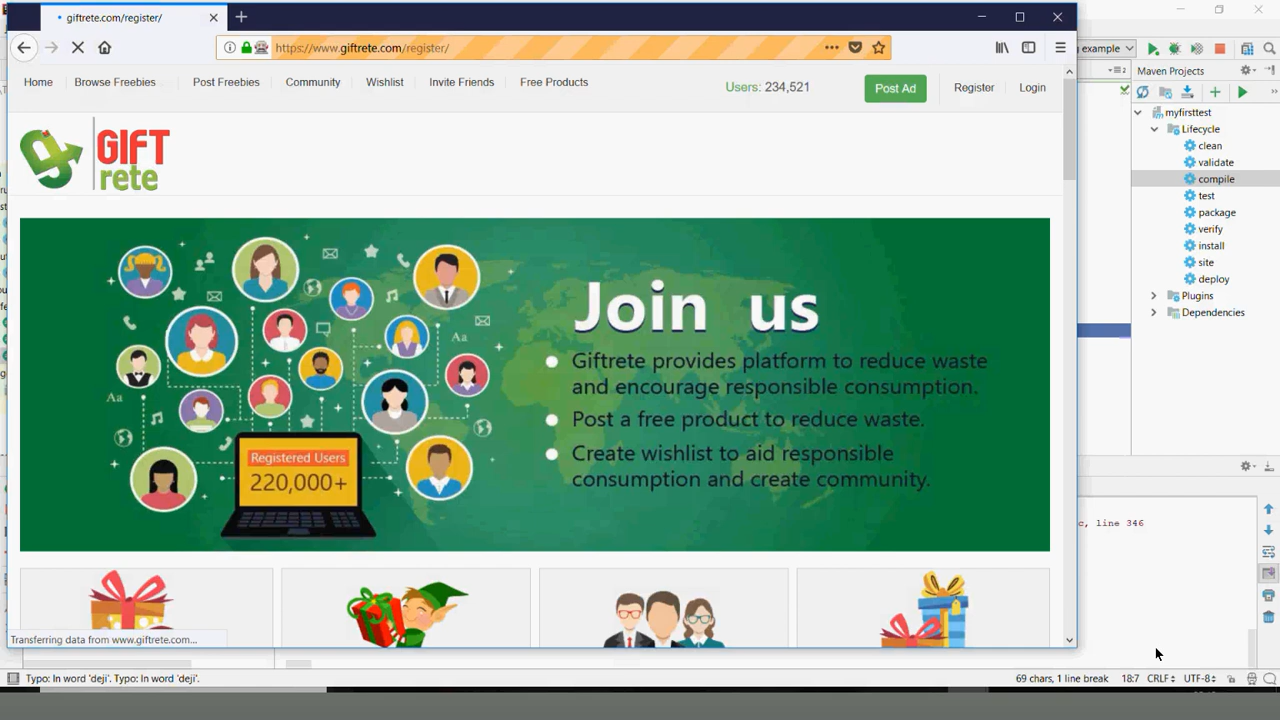 giftrete.com/register/
https://www.giftrete.com/register/
example
Home
Browse Freebies
Post Freebies
Community
Wishlist
Invite Friends
Free Products
Users: 234,521
Post Ad
Register
Login
GIFT
rete
Join us
Giftrete provides platform to reduce waste
and encourage responsible consumption.
Post a free product to reduce waste.
Create wishlist to aid responsible
consumption and create community.
Aa
Aa
Registered Users
220,000+
Maven Projects
myfirsttest
Lifecycle
clean
validate
compile
test
package
verify
install
site
deploy
Plugins
Dependencies
c, line 346
Transferring data from www.giftrete.com...
Typo: In word 'deji'. Typo: In word 'deji'.
69 chars, 1 line break
18:7
CRLF
UTF-8